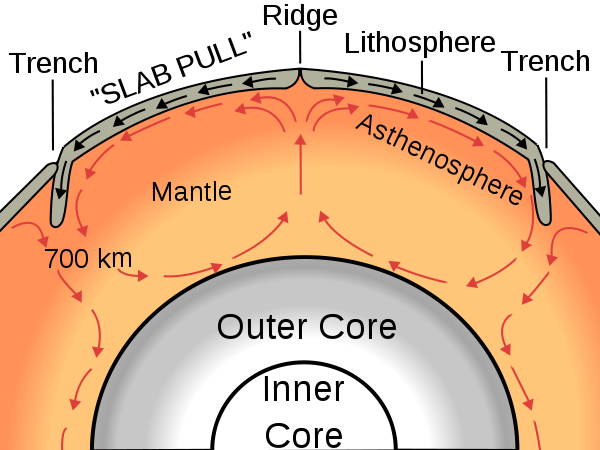 Ridge
"SLAB PULL"
Lithosphere
Trench
Trench
Asthenosphere
Mantle
700 km
Outer Core
Inner
Core